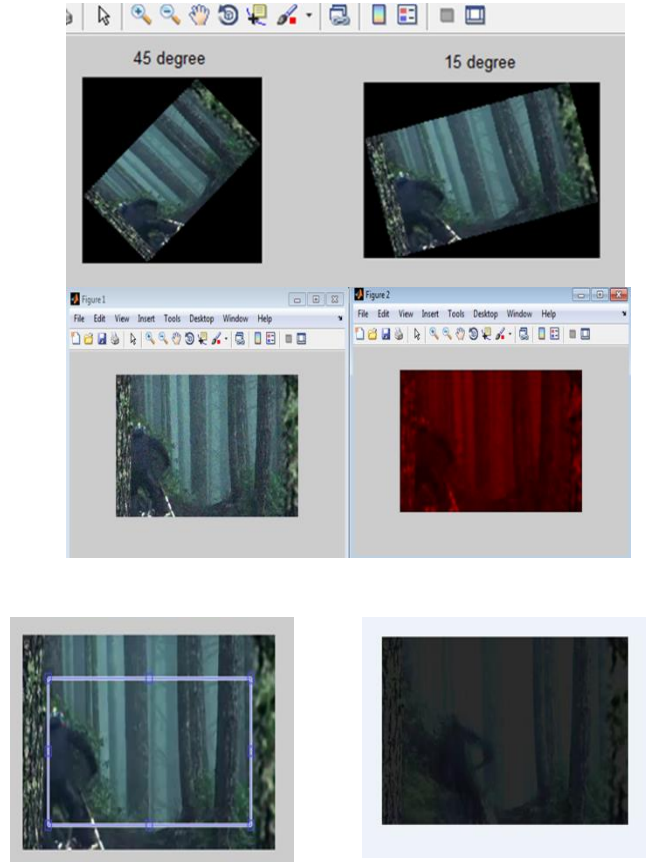 45 degree
15 degree
Figure 1
File Edit View Insert Tools Desktop Window Help
Figure 2
File Edit View Insert Tools Desktop Window Help